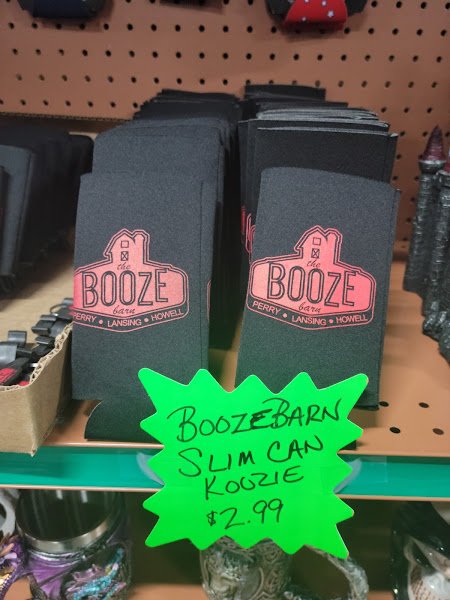 the
BOOZE
barn
PERRY • LANSING • HOWELL
the
BOOZE
barn
PERRY • LANSING • HOWELL
BOOZEBARN
SLIM CAN
KOOZIE
$2.99